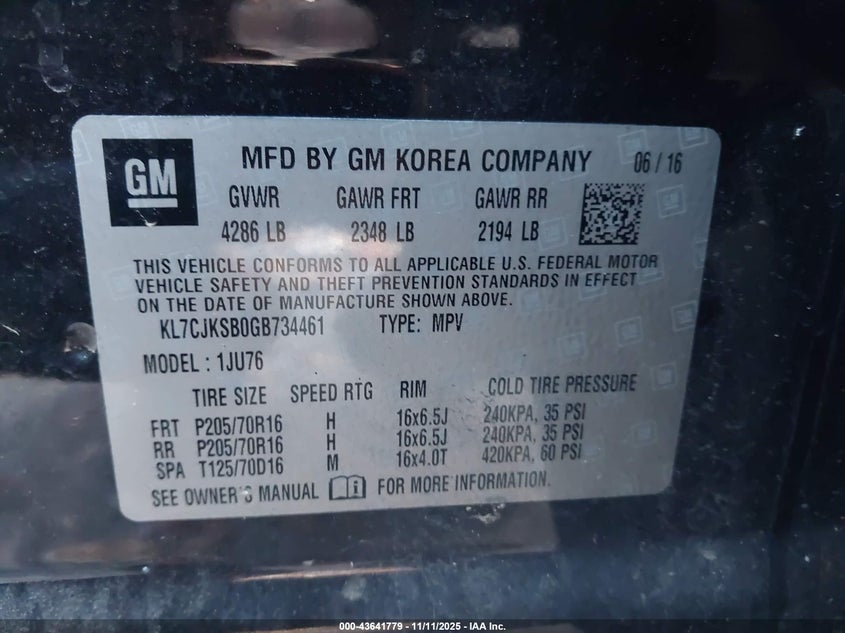 GM
MFD BY GM KOREA COMPANY 06 / 16
GVWR GAWR FRT GAWR RR
4286 LB 2348 LB 2194 LB
THIS VEHICLE CONFORMS TO ALL APPLICABLE U.S. FEDERAL MOTOR
VEHICLE SAFETY AND THEFT PREVENTION STANDARDS IN EFFECT
ON THE DATE OF MANUFACTURE SHOWN ABOVE.
KL7CJKSB0GB734461 TYPE: MPV
MODEL : 1JU76
TIRE SIZE SPEED RTG RIM COLD TIRE PRESSURE
FRT P205/70R16 H 16x6.5J 240KPA, 35 PSI
RR P205/70R16 H 16x6.5J 240KPA, 35 PSI
SPA T125/70D16 M 16x4.0T 420KPA, 60 PSI
SEE OWNER'S MANUAL i FOR MORE INFORMATION.
000-43641779 - 11/11/2025 - IAA Inc.